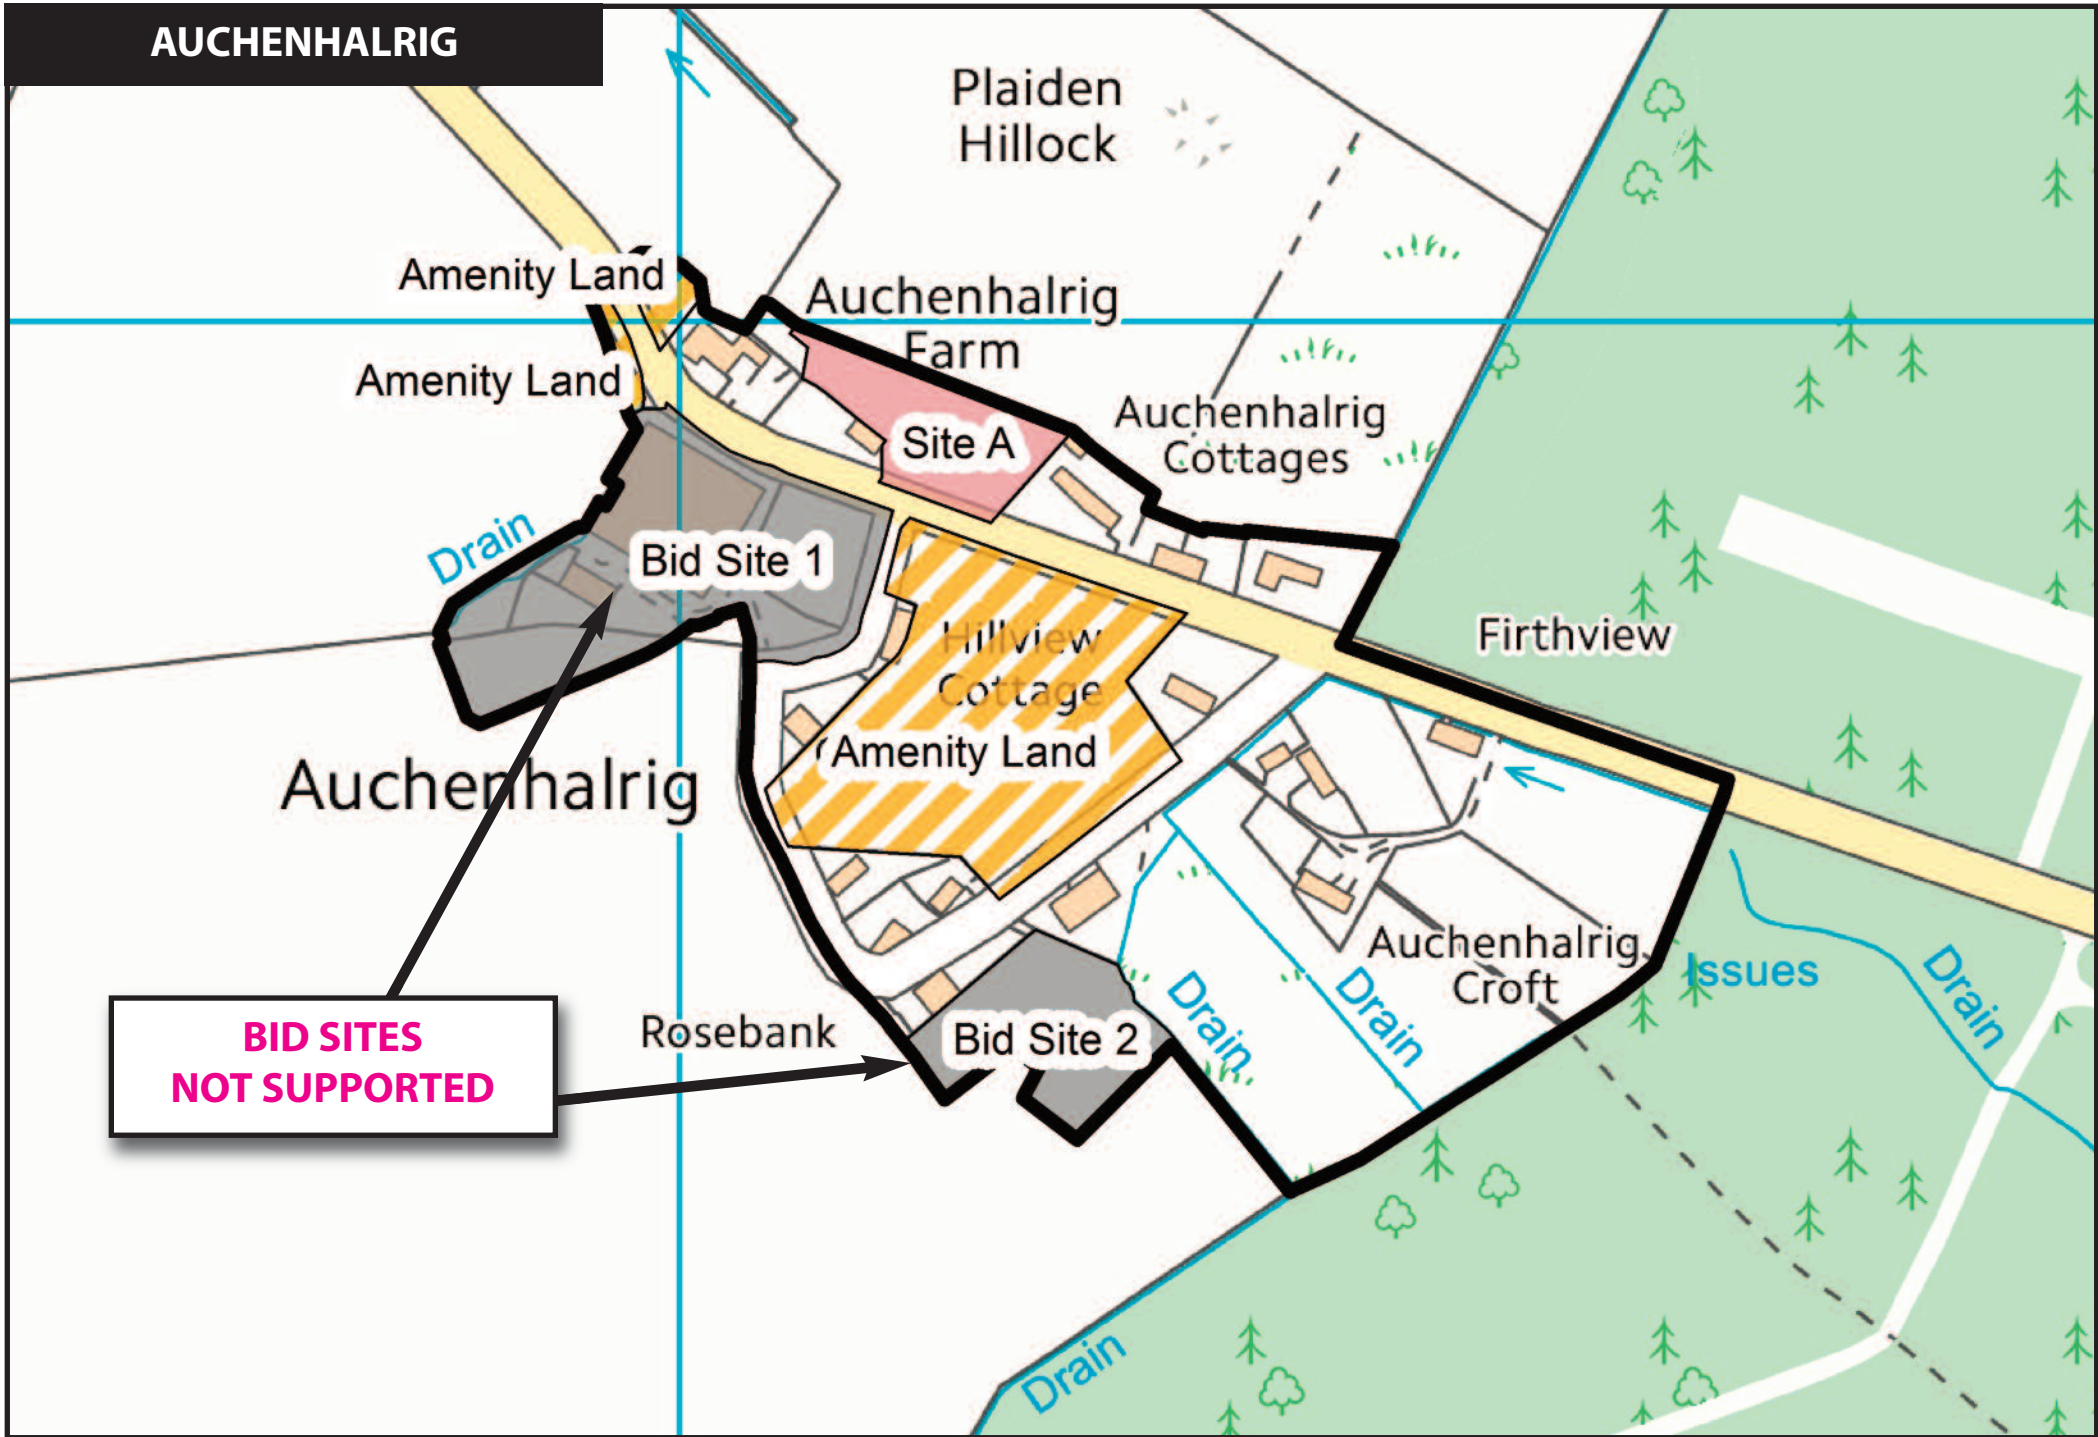 AUCHENHALRIG
Plaiden
Hillock
Amenity Land
Auchenhalrig
Farm
Amenity Land
Auchenhalrig
Cottages
Site A
Drain
Bid Site 1
Hillview
Cottage
Firthview
Amenity Land
Auchenhalrig
Auchenhalrig
Croft
Issues
Drain
Drain
Drain
Rosebank
Bid Site 2
BID SITES
NOT SUPPORTED
Drain